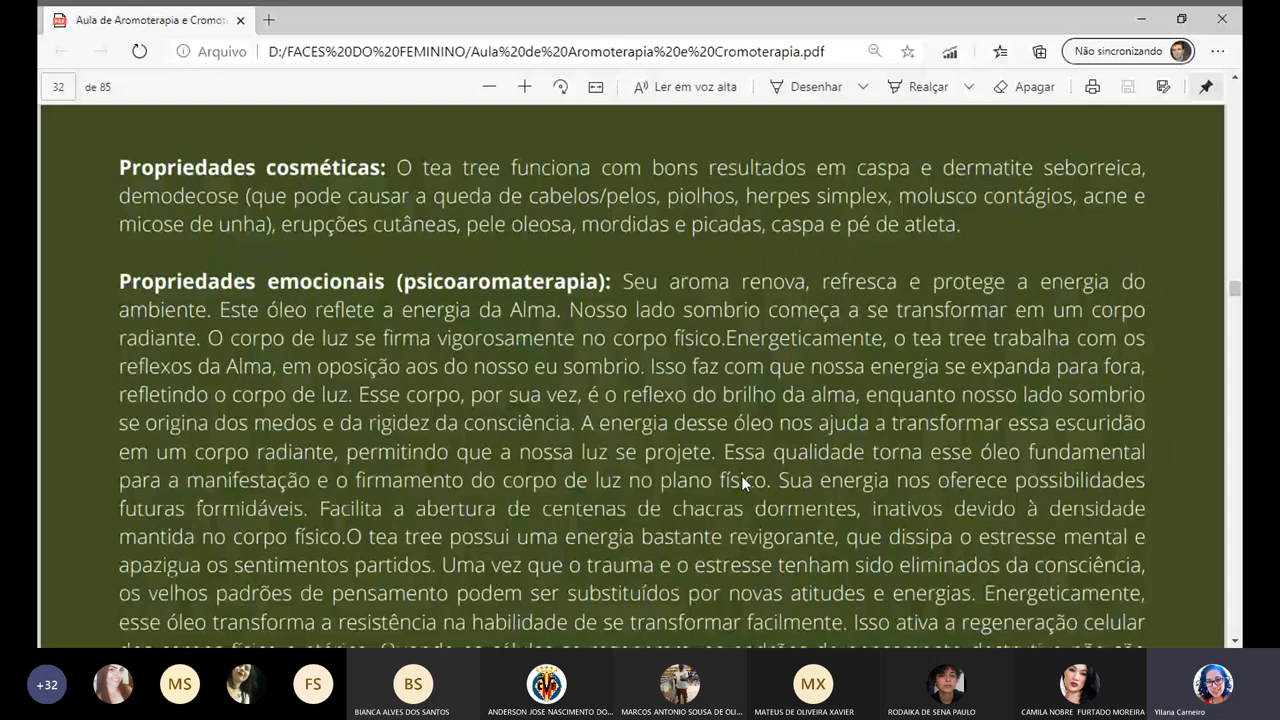 Aula de Aromoterapia e Cromot
Arquivo
D:/FACES%20DO%20FEMININO/Aula%20de%20Aromoterapia%20e%20Cromoterapia.pdf
Não sincronizando
32 de 85
Ler em voz alta
Desenhar
Realçar
Apagar
Propriedades cosméticas: O tea tree funciona com bons resultados em caspa e dermatite seborreica,
demodecose (que pode causar a queda de cabelos/pelos, piolhos, herpes simplex, molusco contágios, acne e
micose de unha), erupções cutâneas, pele oleosa, mordidas e picadas, caspa e pé de atleta.
Propriedades emocionais (psicoaromaterapia): Seu aroma renova, refresca e protege a energia do
ambiente. Este óleo reflete a energia da Alma. Nosso lado sombrio começa a se transformar em um corpo
radiante. O corpo de luz se firma vigorosamente no corpo físico.Energeticamente, o tea tree trabalha com os
reflexos da Alma, em oposição aos do nosso eu sombrio. Isso faz com que nossa energia se expanda para fora,
refletindo o corpo de luz. Esse corpo, por sua vez, é o reflexo do brilho da alma, enquanto nosso lado sombrio
se origina dos medos e da rigidez da consciência. A energia desse óleo nos ajuda a transformar essa escuridão
em um corpo radiante, permitindo que a nossa luz se projete. Essa qualidade torna esse óleo fundamental
para a manifestação e o firmamento do corpo de luz no plano físico. Sua energia nos oferece possibilidades
futuras formidáveis. Facilita a abertura de centenas de chacras dormentes, inativos devido à densidade
mantida no corpo físico.O tea tree possui uma energia bastante revigorante, que dissipa o estresse mental e
apazigua os sentimentos partidos. Uma vez que o trauma e o estresse tenham sido eliminados da consciência,
os velhos padrões de pensamento podem ser substituídos por novas atitudes e energias. Energeticamente,
esse óleo transforma a resistência na habilidade de se transformar facilmente. Isso ativa a regeneração celular
+32
MS
FS
BS
MX
BIANCA ALVES DOS SANTOS
ANDERSON JOSE NASCIMENTO DO...
MARCOS ANTONIO SOUSA DE OLI...
MATEUS DE OLIVEIRA XAVIER
RODAIKA DE SENA PAULO
CAMILA NOBRE FURTADO MOREIRA
Yllana Carneiro